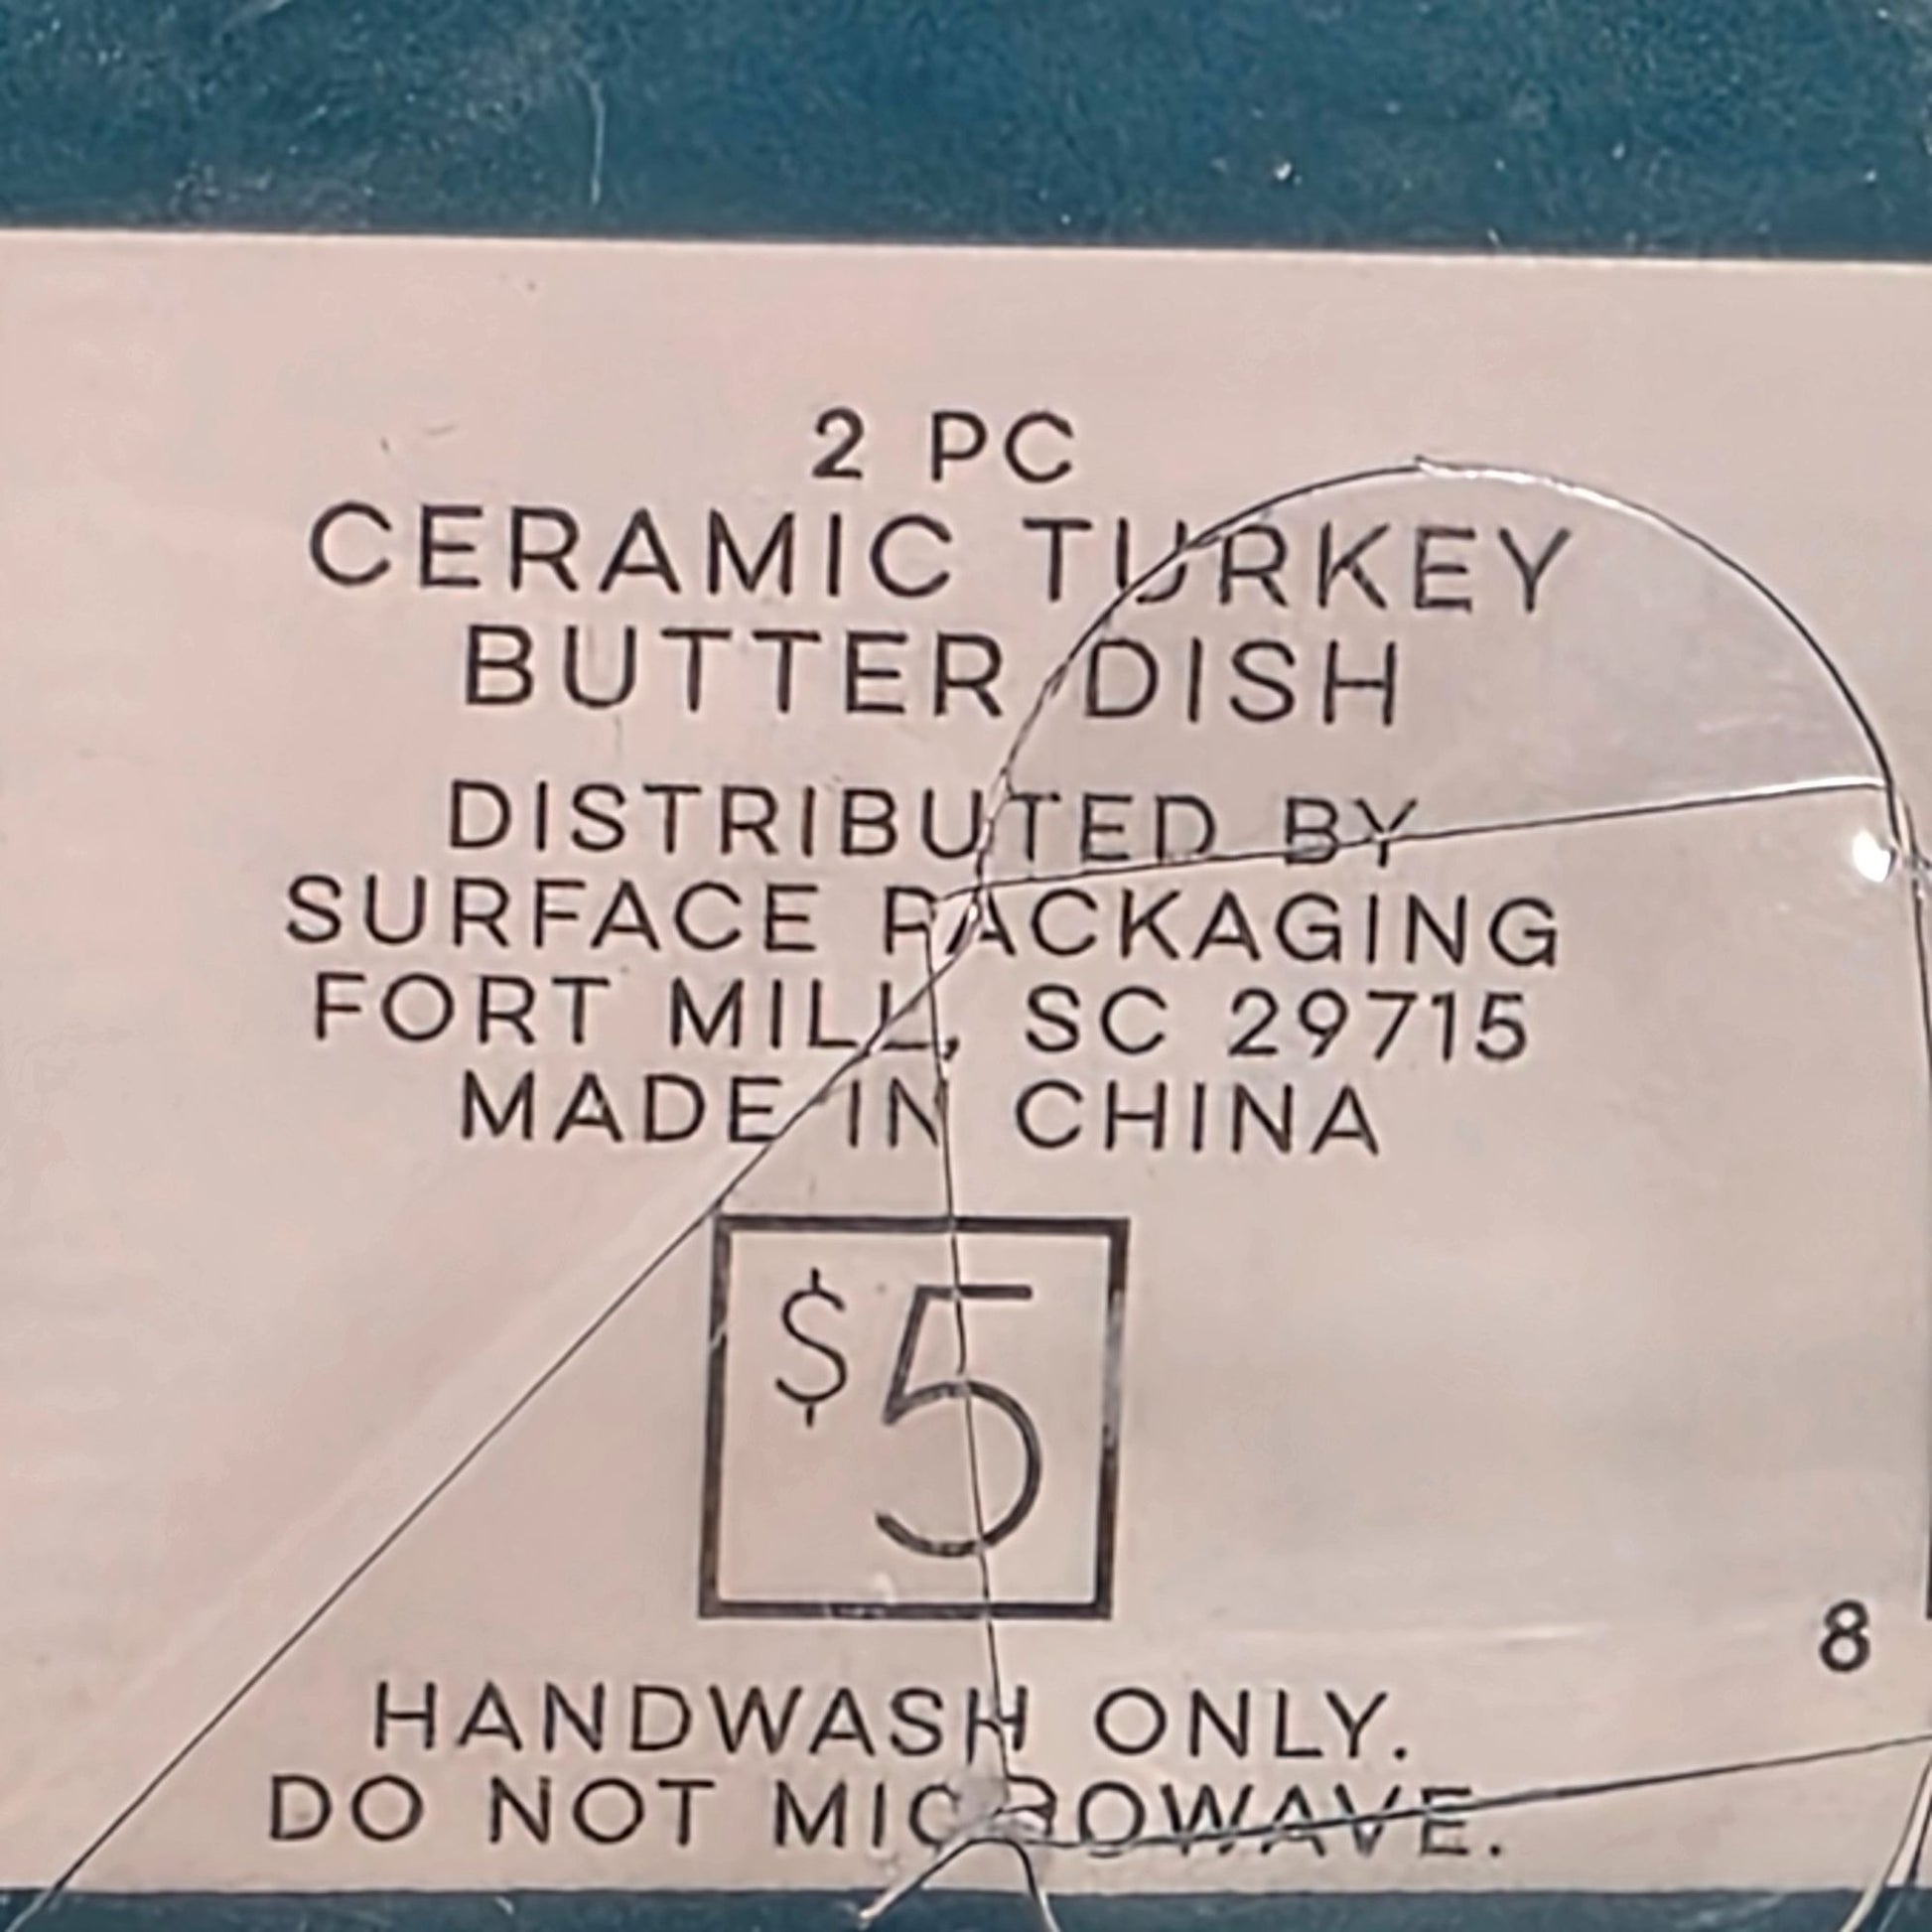 2 PC
CERAMIC TURKEY
BUTTER DISH
DISTRIBUTED BY
SURFACE PACKAGING
FORT MILL, SC 29715
MADE IN CHINA
$5
8
HANDWASH ONLY.
DO NOT MICROWAVE.